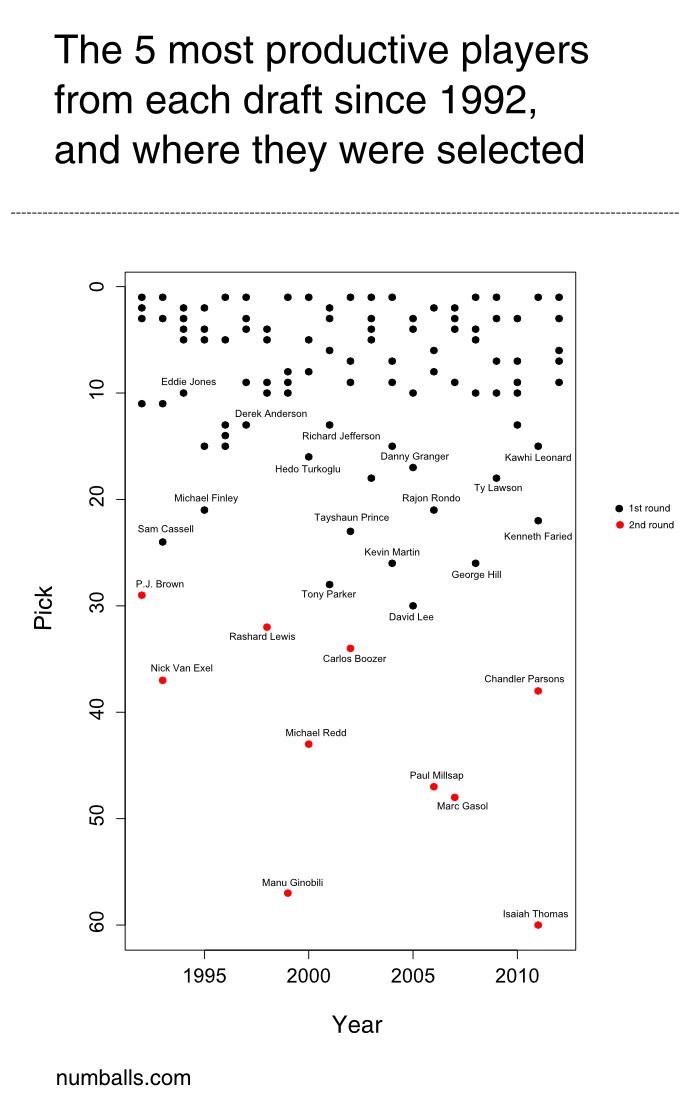 The 5 most productive players
from each draft since 1992,
and where they were selected
0
10
20
30
40
50
60
Pick
Eddie Jones
Derek Anderson
Richard Jefferson
Danny Granger
Kawhi Leonard
Hedo Turkoglu
Ty Lawson
Michael Finley
Rajon Rondo
Tayshaun Prince
Sam Cassell
Kenneth Faried
Kevin Martin
George Hill
P.J. Brown
Tony Parker
David Lee
Rashard Lewis
Carlos Boozer
Nick Van Exel
Chandler Parsons
Michael Redd
Paul Millsap
Marc Gasol
Manu Ginobili
Isaiah Thomas
1st round
2nd round
1995
2000
2005
2010
Year
numballs.com